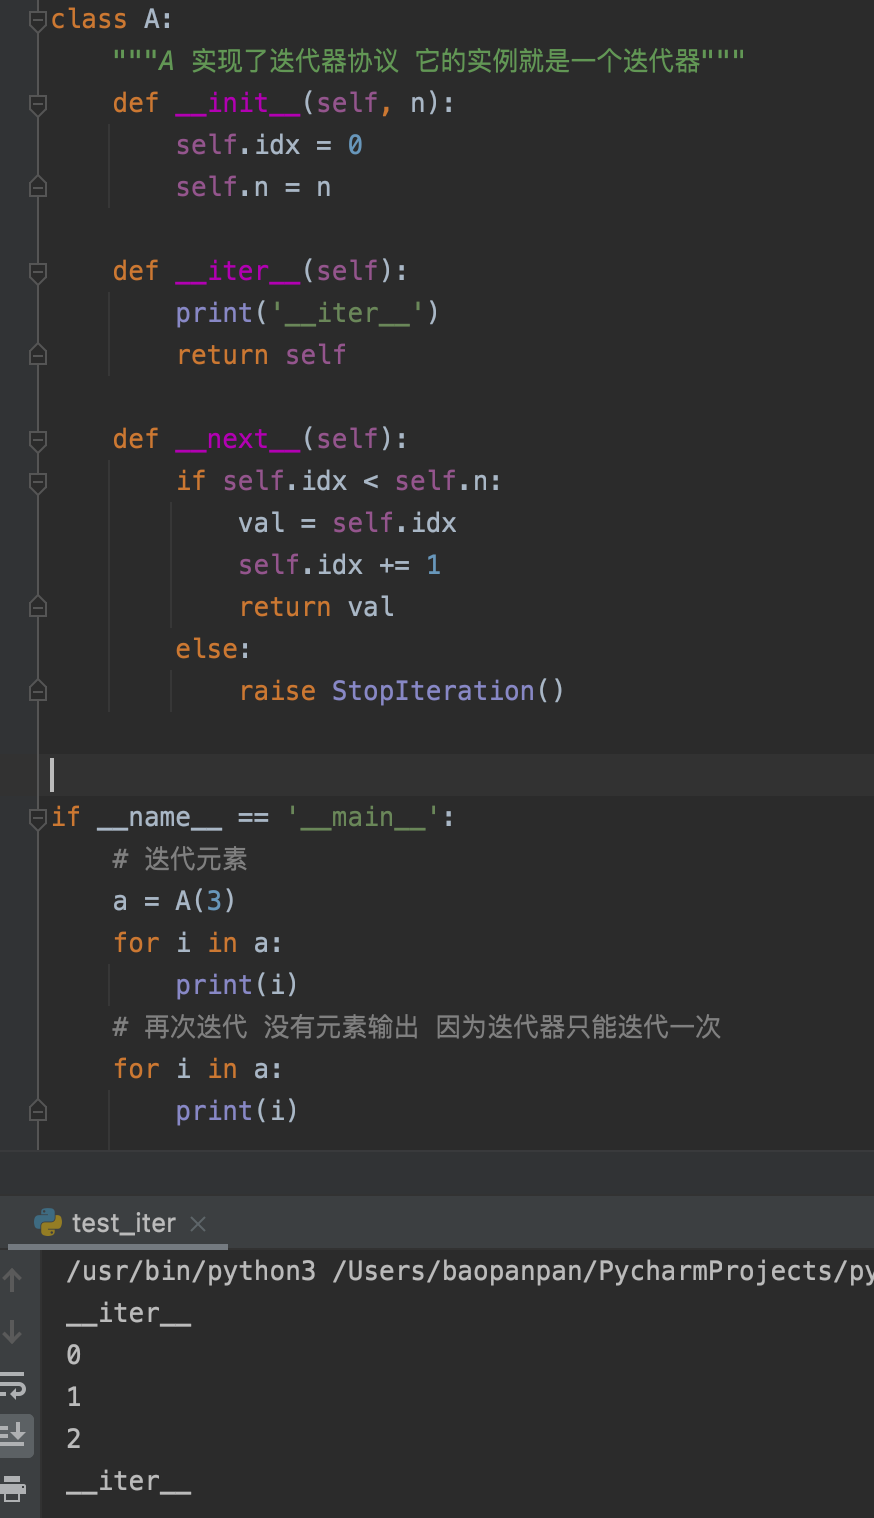 class A:
    """A 实现了迭代器协议 它的实例就是一个迭代器"""
    def __init__(self, n):
        self.idx = 0
        self.n = n
    def __iter__(self):
        print('__iter__')
        return self
    def __next__(self):
        if self.idx < self.n:
            val = self.idx
            self.idx += 1
            return val
        else:
            raise StopIteration()
if __name__ == '__main__':
    # 迭代元素
    a = A(3)
    for i in a:
        print(i)
    # 再次迭代 没有元素输出 因为迭代器只能迭代一次
    for i in a:
        print(i)
test_iter ×
/usr/bin/python3 /Users/baopanpan/PycharmProjects/py
__iter__
0
1
2
__iter__